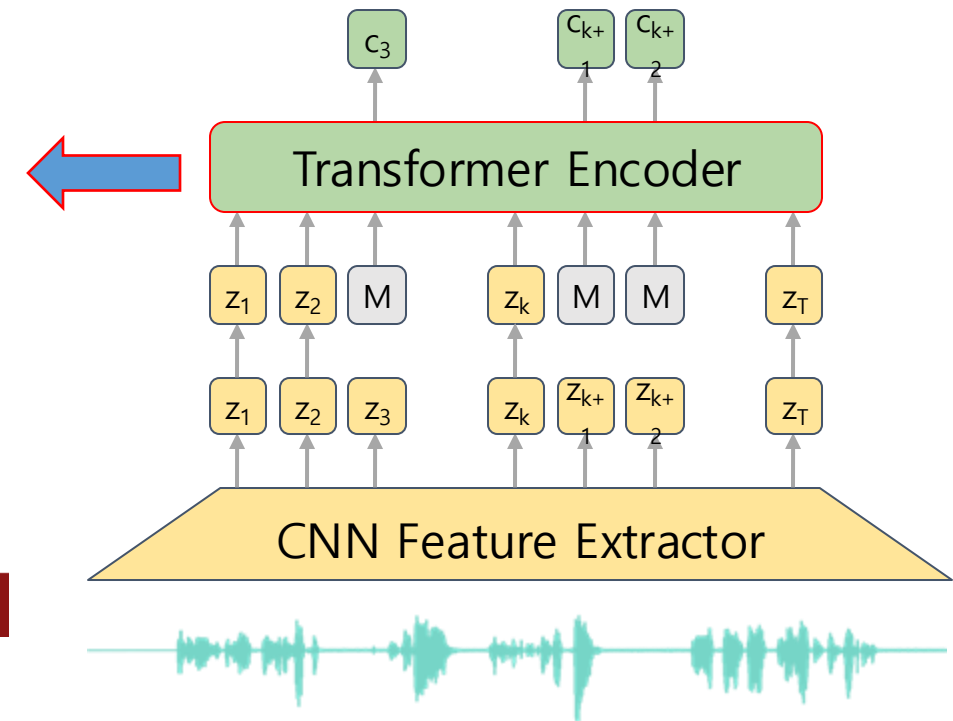 c3 ck+1 ck+2
Transformer Encoder
z1 z2 M zk M M zT
z1 z2 z3 zk zk+1 zk+2 zT
CNN Feature Extractor